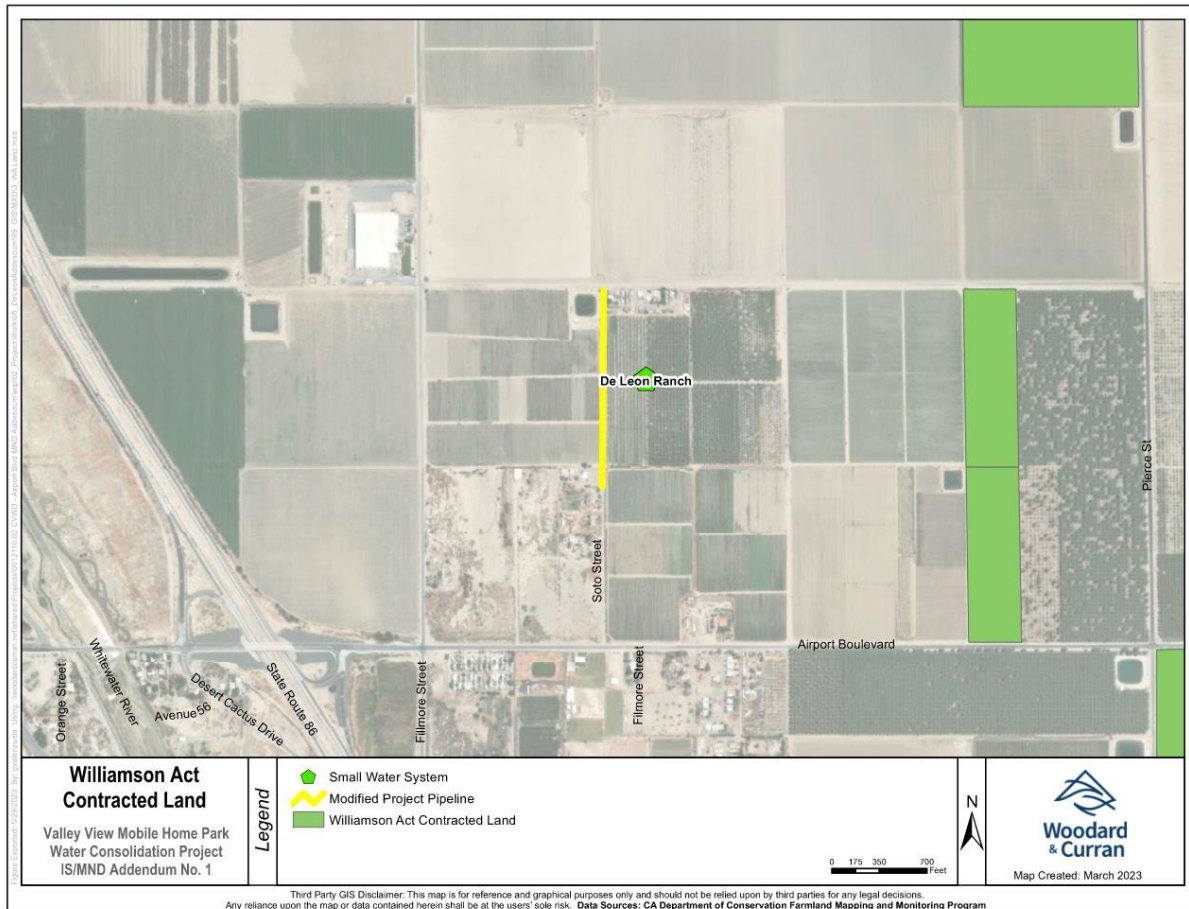 De Leon Ranch
Soto Street
Pierce St
Airport Boulevard
Orange Street
Whitewater River
Avenue 56
Desert Cactus Drive
State Route 86
Fillmore Street
Filmore Street
Williamson Act
Contracted Land
Valley View Mobile Home Park
Water Consolidation Project
IS/MND Addendum No. 1
Legend
Small Water System
Modified Project Pipeline
Williamson Act Contracted Land
0 175 350 700
Feet
N
Woodard
& Curran
Map Created: March 2023
Third Party GIS Disclaimer: This map is for reference and graphical purposes only and should not be relied upon by third parties for any legal decisions.
Any reliance upon the map or data contained herein shall be at the users' sole risk. Data Sources: CA Department of Conservation Farmland Mapping and Monitoring Program